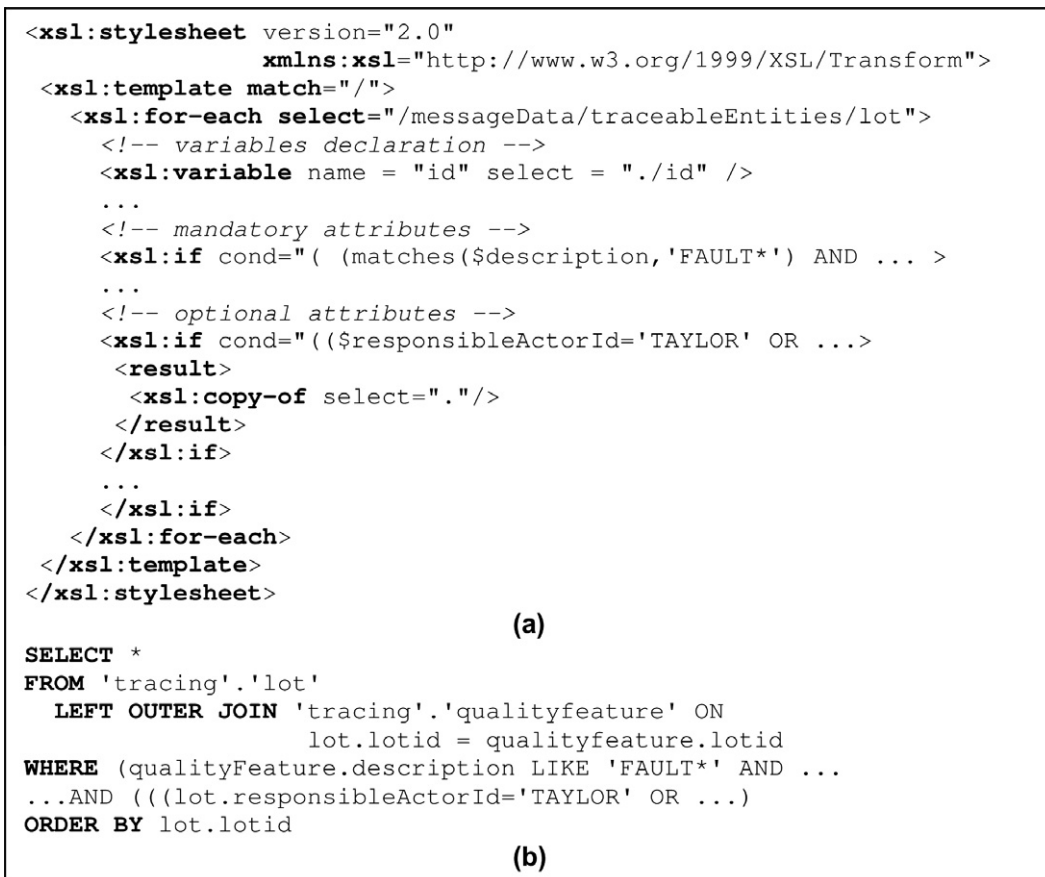 <xsl:stylesheet version="2.0"
xmlns:xsl="http://www.w3.org/1999/XSL/Transform">
<xsl:template match="/">
<xsl:for-each select="/messageData/traceableEntities/lot">
<!-- variables declaration -->
<xsl:variable name = "id" select = "./id" />
...
<!-- mandatory attributes -->
<xsl:if cond="( (matches($description,'FAULT*') AND ... >
...
<!-- optional attributes -->
<xsl:if cond="(($responsibleActorId='TAYLOR' OR ...>
<result>
<xsl:copy-of select="."/>
</result>
</xsl:if>
...
</xsl:if>
</xsl:for-each>
</xsl:template>
</xsl:stylesheet>
(a)
SELECT *
FROM 'tracing'.'lot'
LEFT OUTER JOIN 'tracing'.'qualityfeature' ON
lot.lotid = qualityfeature.lotid
WHERE (qualityFeature.description LIKE 'FAULT*' AND ...
...AND (((lot.responsibleActorId='TAYLOR' OR ...)
ORDER BY lot.lotid
(b)